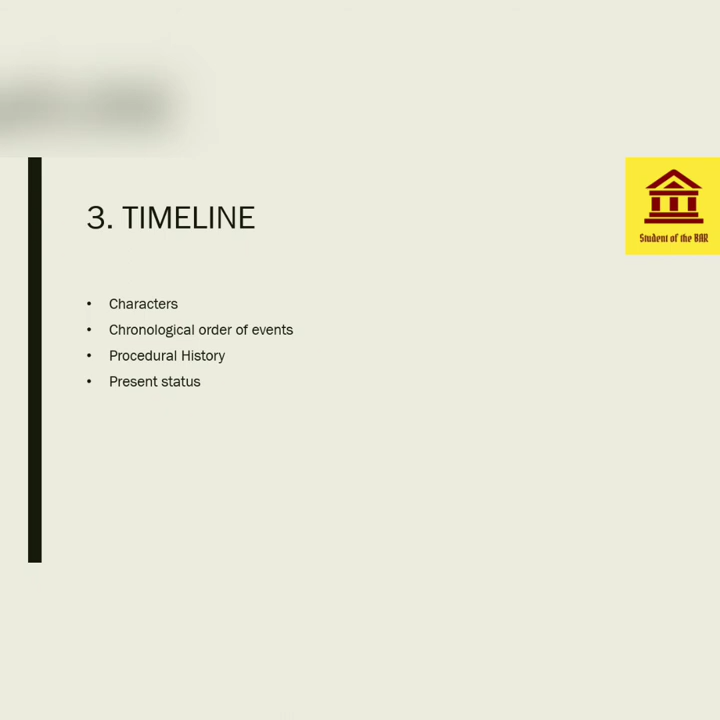 3. TIMELINE
Student of the BAR
• Characters
• Chronological order of events
• Procedural History
• Present status